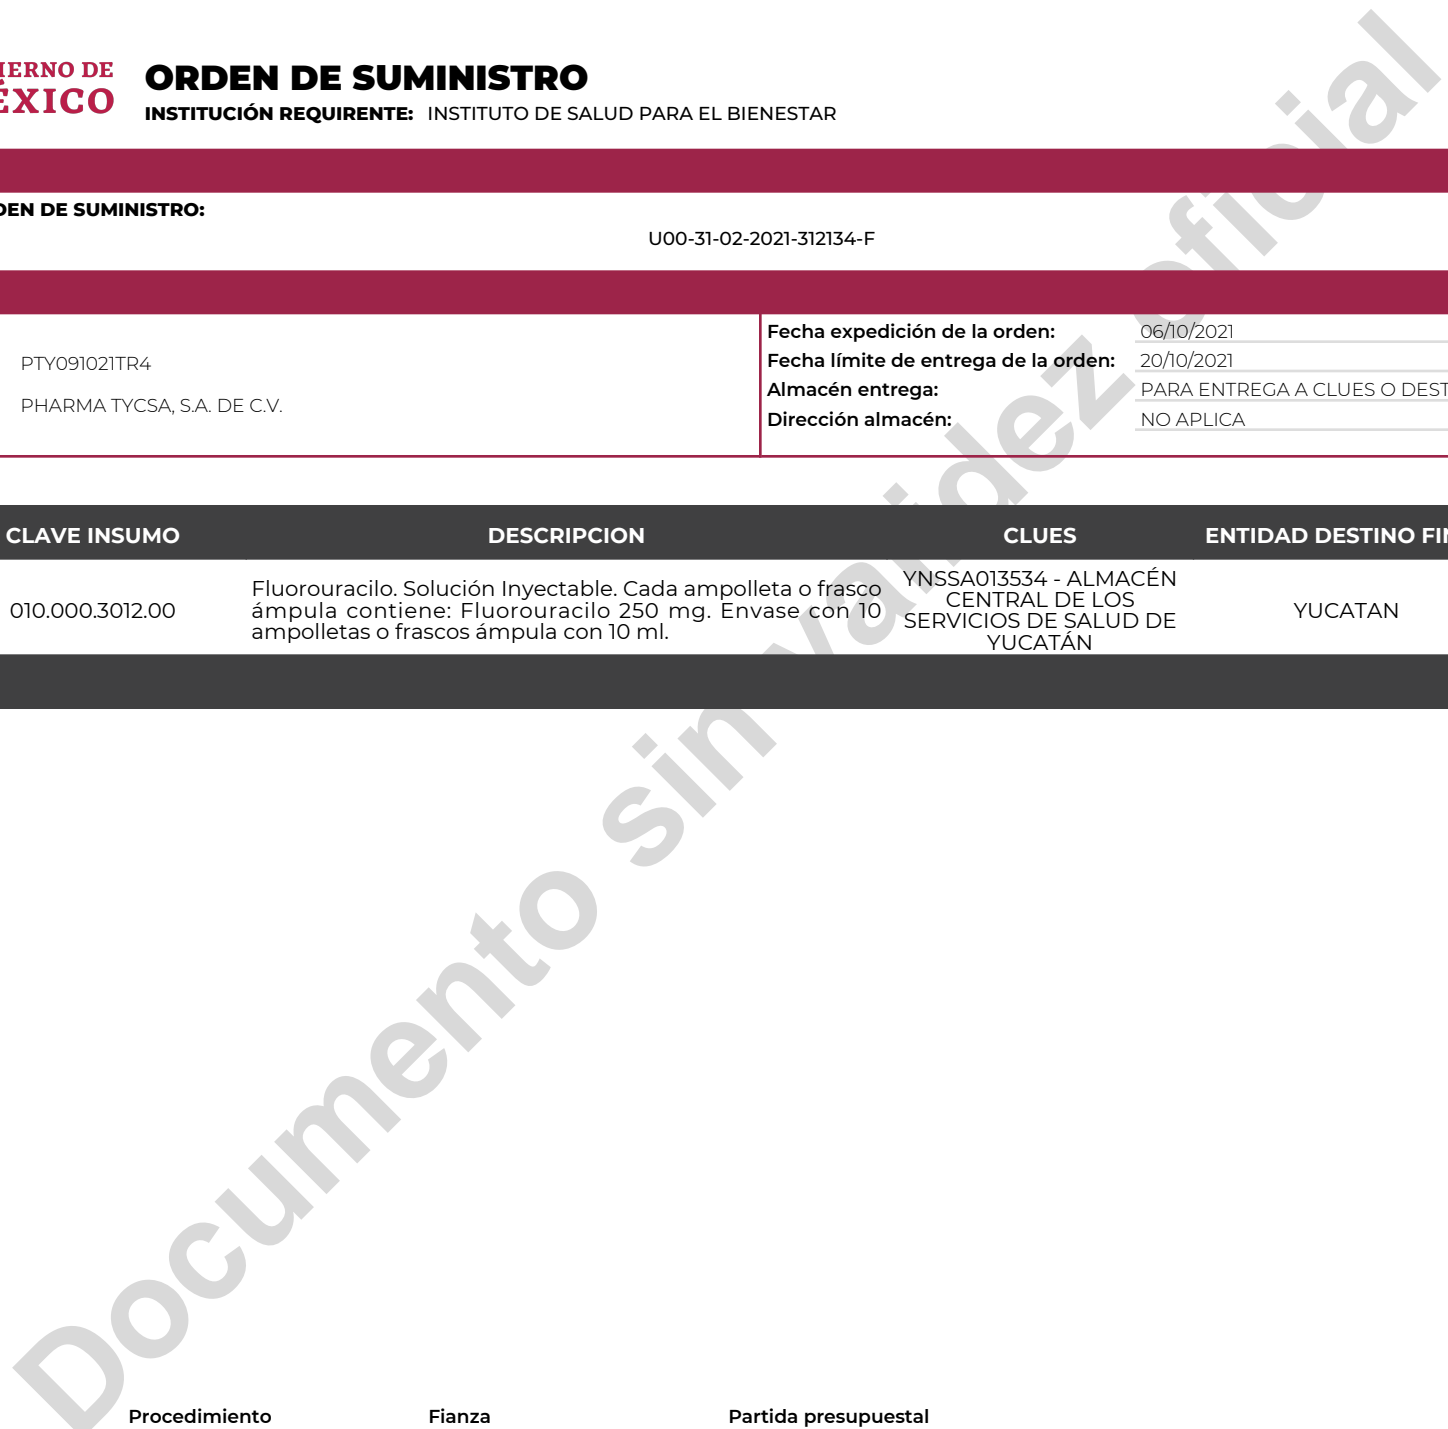 IERNO DE
ÉXICO
ORDEN DE SUMINISTRO
INSTITUCIÓN REQUIRENTE: INSTITUTO DE SALUD PARA EL BIENESTAR
DEN DE SUMINISTRO:
U00-31-02-2021-312134-F
PTY091021TR4
PHARMA TYCSA, S.A. DE C.V.
Fecha expedición de la orden: 06/10/2021
Fecha límite de entrega de la orden: 20/10/2021
Almacén entrega: PARA ENTREGA A CLUES O DEST
Dirección almacén: NO APLICA
CLAVE INSUMO DESCRIPCION CLUES ENTIDAD DESTINO FIN
010.000.3012.00
Fluorouracilo. Solución Inyectable. Cada ampolleta o frasco
ámpula contiene: Fluorouracilo 250 mg. Envase con 10
ampolletas o frascos ámpula con 10 ml.
YNSSA013534 - ALMACÉN
CENTRAL DE LOS
SERVICIOS DE SALUD DE
YUCATÁN
YUCATAN
Documento sin validez oficial
Procedimiento Fianza Partida presupuestal